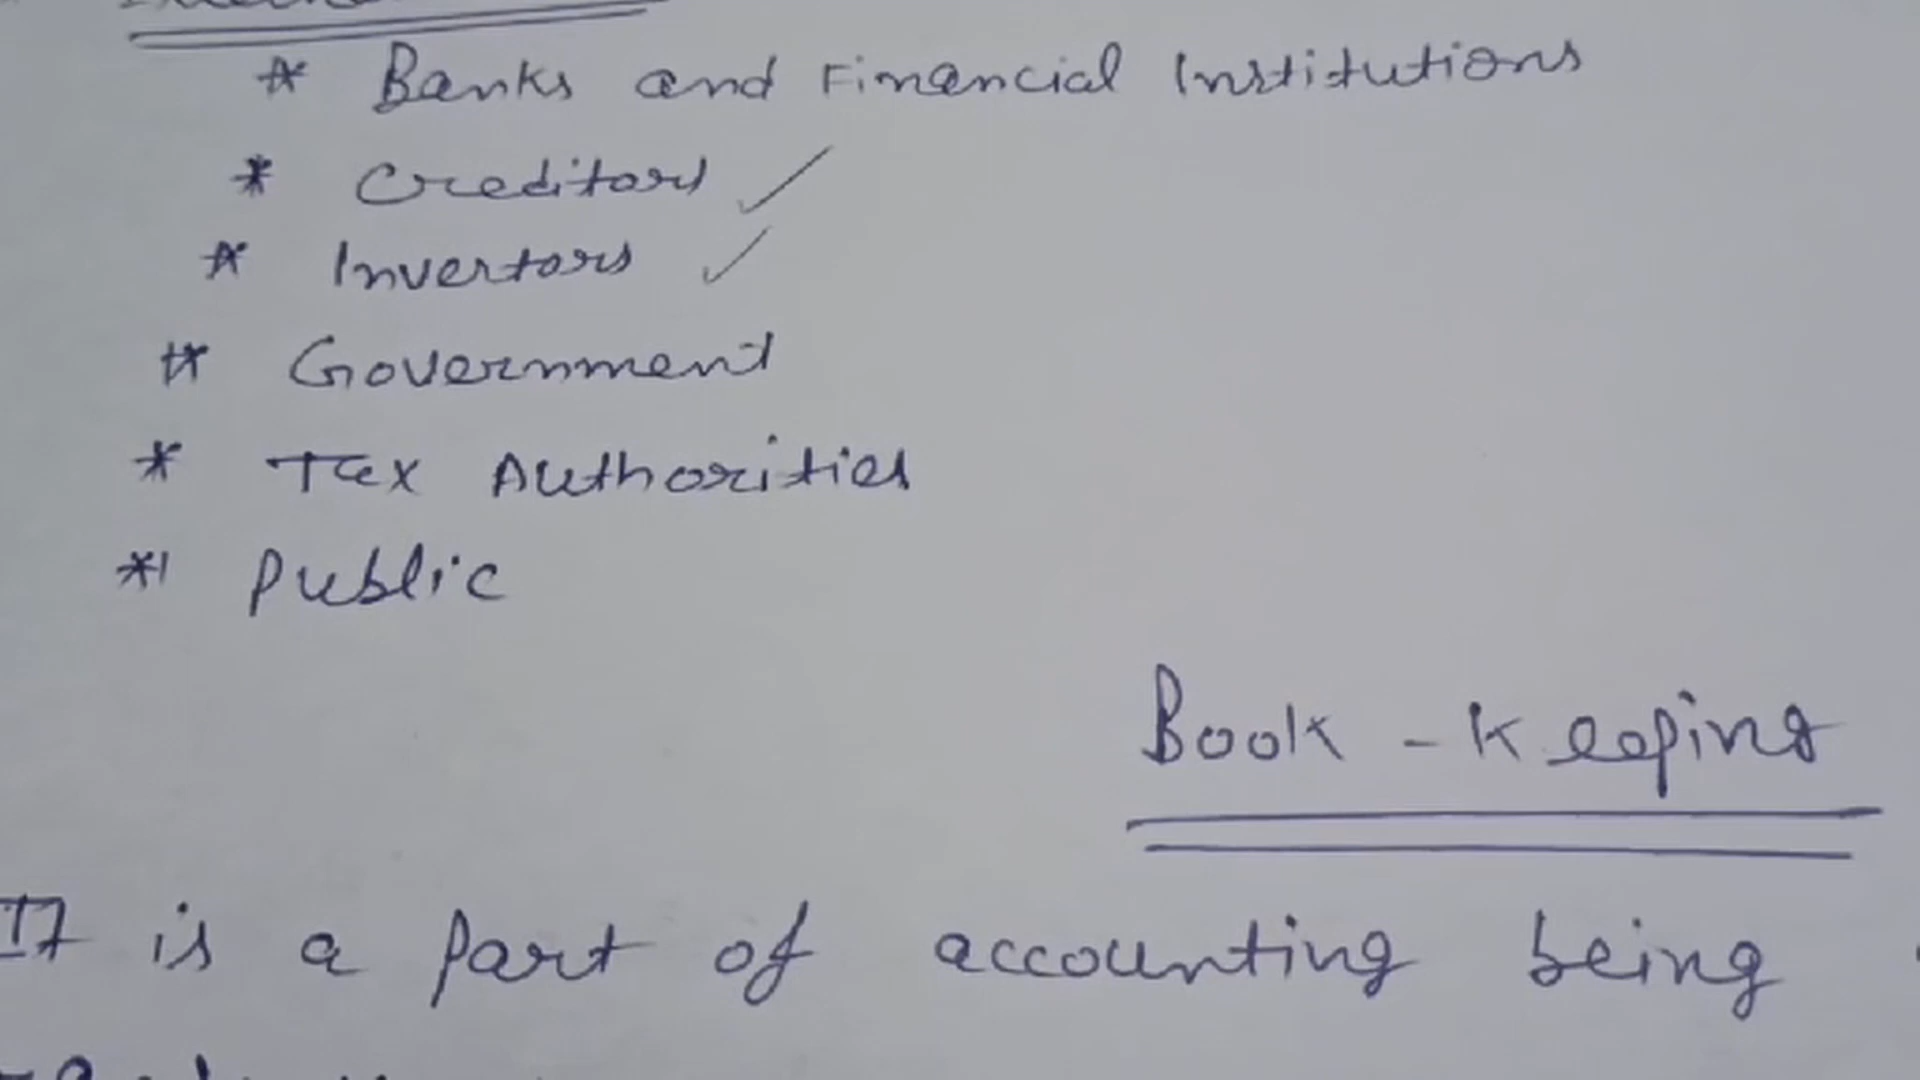 * Banks and Financial Institutions
* Creditors ✓
* Investors ✓
* Government
* Tax Authorities
* Public
Book - Keeping
It is a part of accounting being